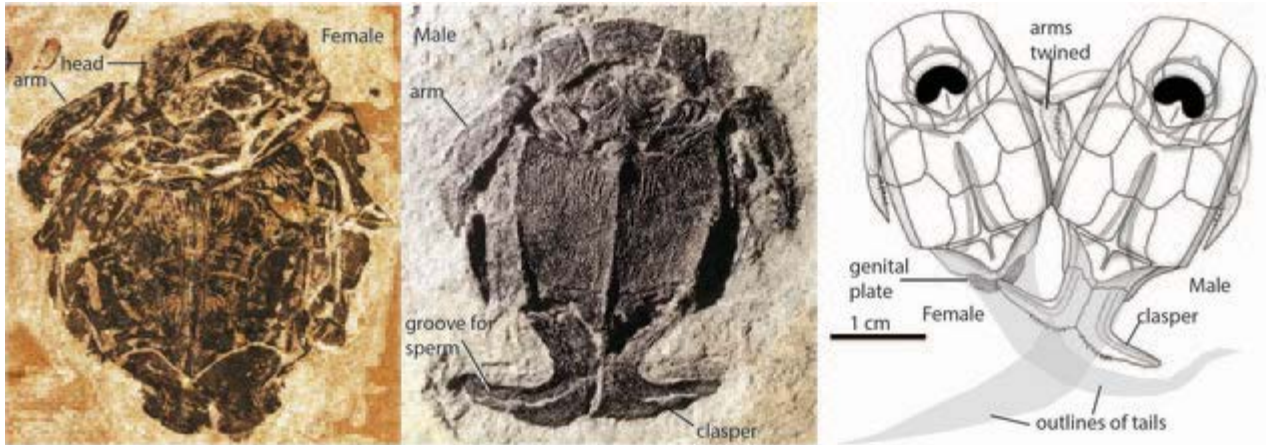 Female
head
arm
Male
arm
groove for
sperm
clasper
arms
twined
genital
plate
Female
Male
1 cm
clasper
outlines of tails